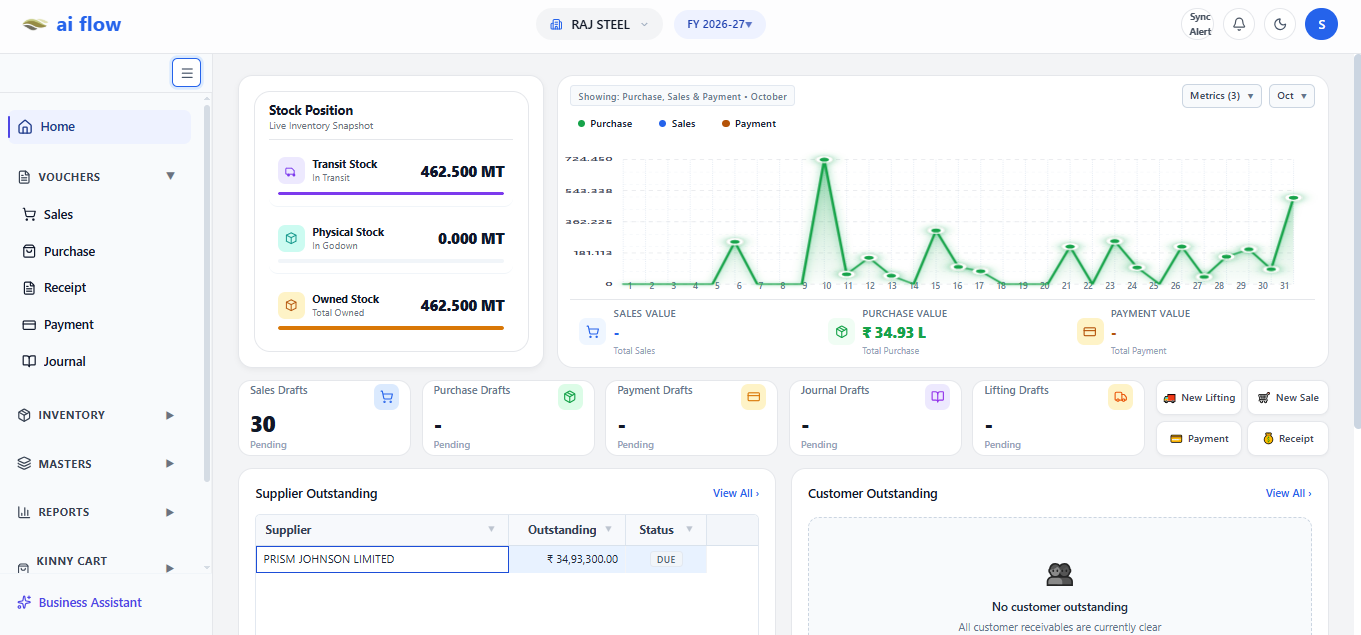 ai flow
RAJ STEEL
FY 2026-27▾
Sync
Alert
S
Home
VOUCHERS
Sales
Purchase
Receipt
Payment
Journal
INVENTORY
MASTERS
REPORTS
KINNY CART
Business Assistant
Stock Position
Live Inventory Snapshot
Transit Stock
In Transit
462.500 MT
Physical Stock
In Godown
0.000 MT
Owned Stock
Total Owned
462.500 MT
Showing: Purchase, Sales & Payment • October
Metrics (3)
Oct
Purchase Sales Payment
724.450
543.338
362.225
181.113
0
1 2 3 4 5 6 7 8 9 10 11 12 13 14 15 16 17 18 19 20 21 22 23 24 25 26 27 28 29 30 31
SALES VALUE
-
Total Sales
PURCHASE VALUE
₹ 34.93 L
Total Purchase
PAYMENT VALUE
-
Total Payment
Sales Drafts
30
Pending
Purchase Drafts
-
Pending
Payment Drafts
-
Pending
Journal Drafts
-
Pending
Lifting Drafts
-
Pending
New Lifting
New Sale
Payment
Receipt
Supplier Outstanding
View All ›
Supplier Outstanding Status
PRISM JOHNSON LIMITED ₹ 34,93,300.00 DUE
Customer Outstanding
View All ›
No customer outstanding
All customer receivables are currently clear